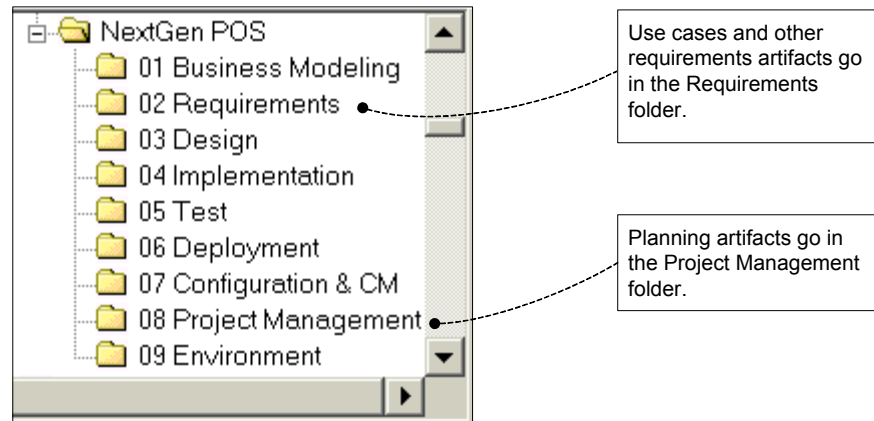 NextGen POS
01 Business Modeling
02 Requirements
03 Design
04 Implementation
05 Test
06 Deployment
07 Configuration & CM
08 Project Management
09 Environment
Use cases and other
requirements artifacts go
in the Requirements
folder.
Planning artifacts go in
the Project Management
folder.